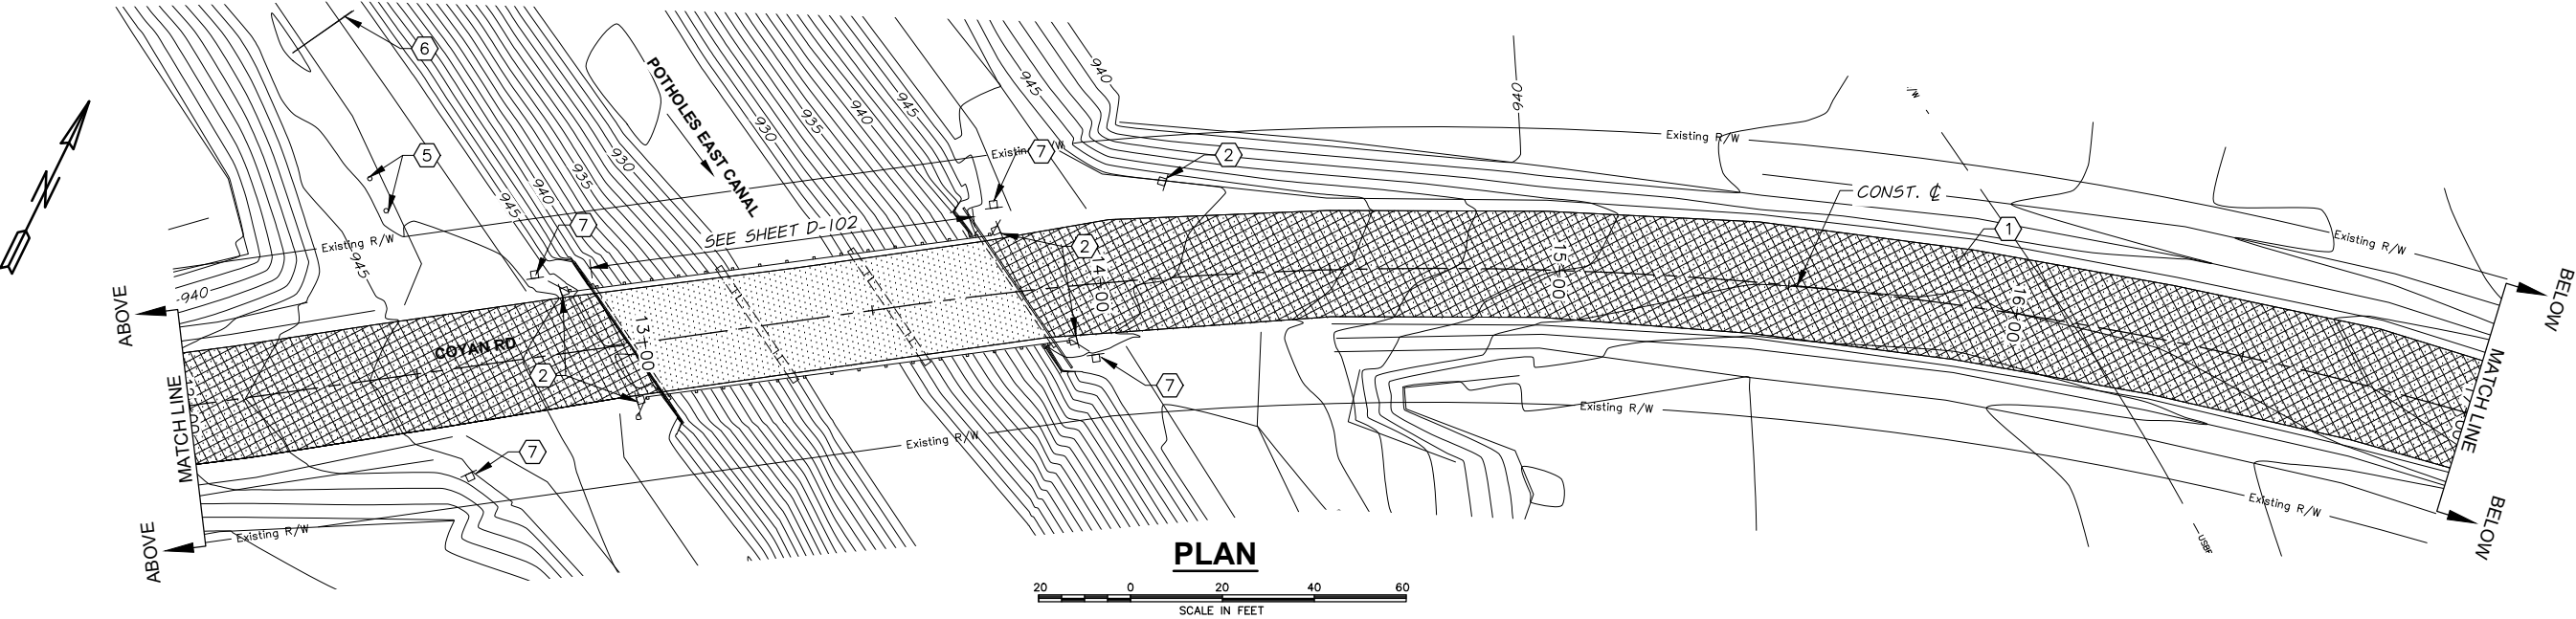 6
5
7
7
2
2
2
1
7
7
POTHOLES EAST CANAL
930
935
940
945
945
940
945
940
935
930
940
945
940
SEE SHEET D-102
CONST. ℄
Existing R/W
Existing R/W
Existing R/W
Existing R/W
Existing R/W
Existing R/W
Existing R/W
COYAN RD
13+00
14+00
15+00
16+00
ABOVE
MATCH LINE
ABOVE
BELOW
MATCH LINE
BELOW
PLAN
20 0 20 40 60
SCALE IN FEET